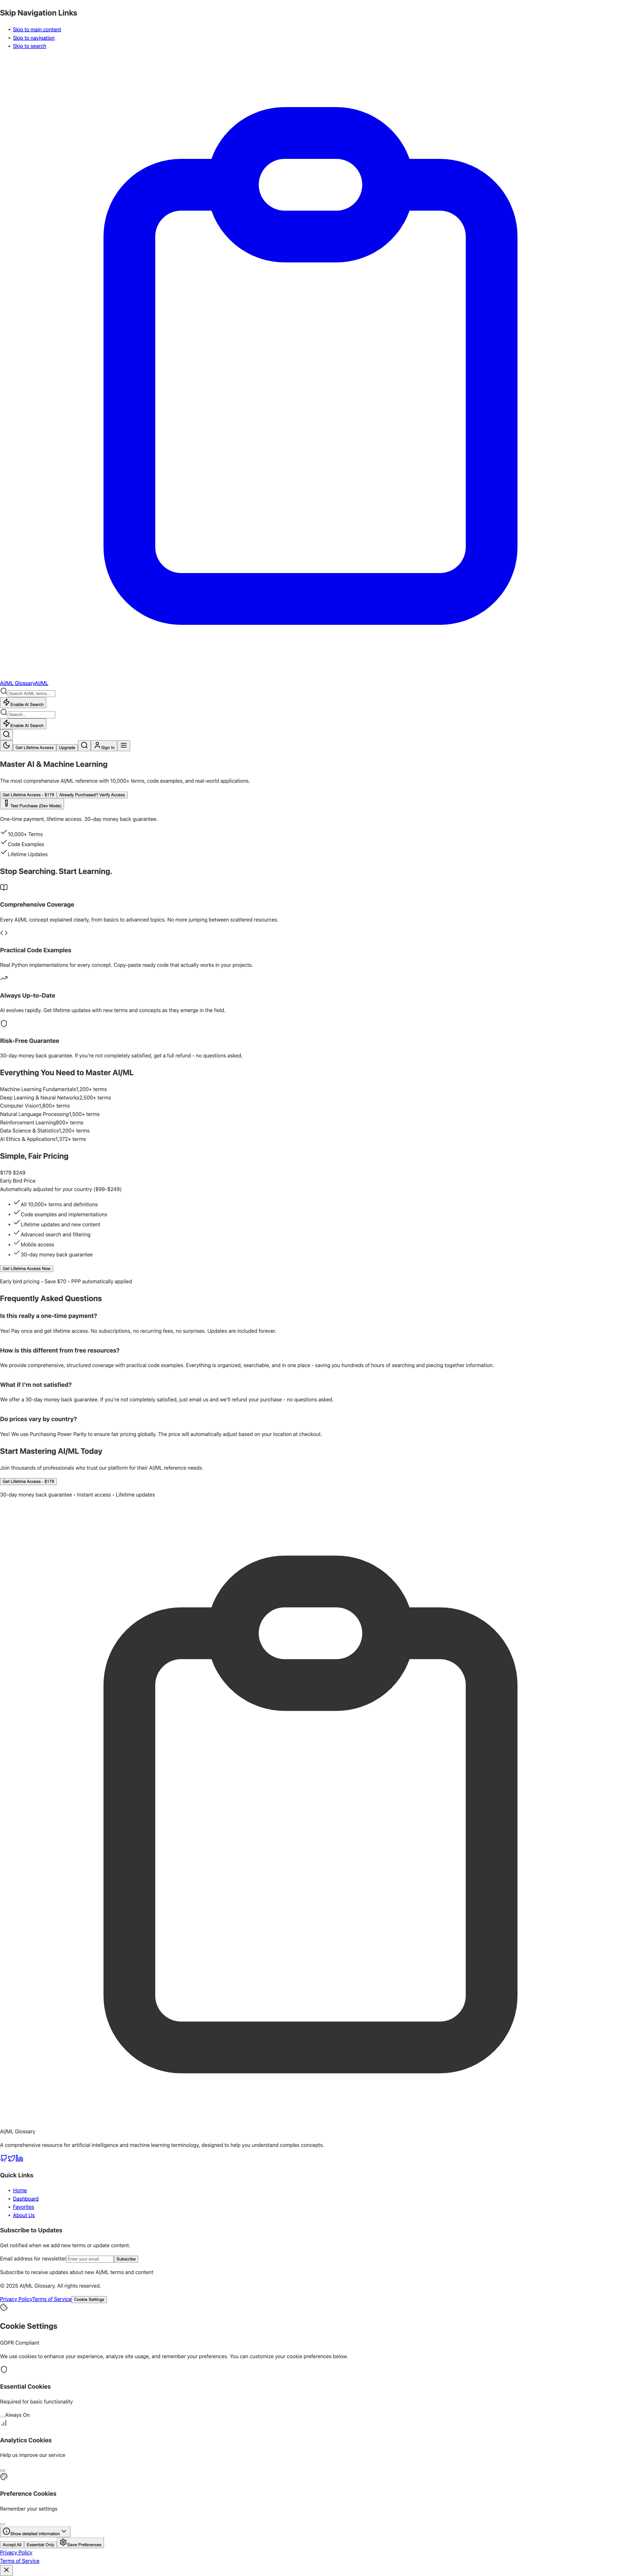 Skip Navigation Links
Skip to main content
Skip to navigation
Skip to search
AI/ML GlossaryAI/ML
Search AI/ML terms...
Enable AI Search
Search...
Enable AI Search
Get Lifetime Access Upgrade Sign In
Master AI & Machine Learning
The most comprehensive AI/ML reference with 10,000+ terms, code examples, and real-world applications.
Get Lifetime Access - $179 Already Purchased? Verify Access
Test Purchase (Dev Mode)
One-time payment, lifetime access. 30-day money back guarantee.
10,000+ Terms
Code Examples
Lifetime Updates
Stop Searching. Start Learning.
Comprehensive Coverage
Every AI/ML concept explained clearly, from basics to advanced topics. No more jumping between scattered resources.
Practical Code Examples
Real Python implementations for every concept. Copy-paste ready code that actually works in your projects.
Always Up-to-Date
AI evolves rapidly. Get lifetime updates with new terms and concepts as they emerge in the field.
Risk-Free Guarantee
30-day money back guarantee. If you're not completely satisfied, get a full refund - no questions asked.
Everything You Need to Master AI/ML
Machine Learning Fundamentals1,200+ terms
Deep Learning & Neural Networks2,500+ terms
Computer Vision1,800+ terms
Natural Language Processing1,500+ terms
Reinforcement Learning800+ terms
Data Science & Statistics1,200+ terms
AI Ethics & Applications1,372+ terms
Simple, Fair Pricing
$179 $249
Early Bird Price
Automatically adjusted for your country ($99-$249)
All 10,000+ terms and definitions
Code examples and implementations
Lifetime updates and new content
Advanced search and filtering
Mobile access
30-day money back guarantee
Get Lifetime Access Now
Early bird pricing • Save $70 • PPP automatically applied
Frequently Asked Questions
Is this really a one-time payment?
Yes! Pay once and get lifetime access. No subscriptions, no recurring fees, no surprises. Updates are included forever.
How is this different from free resources?
We provide comprehensive, structured coverage with practical code examples. Everything is organized, searchable, and in one place - saving you hundreds of hours of searching and piecing together information.
What if I'm not satisfied?
We offer a 30-day money back guarantee. If you're not completely satisfied, just email us and we'll refund your purchase - no questions asked.
Do prices vary by country?
Yes! We use Purchasing Power Parity to ensure fair pricing globally. The price will automatically adjust based on your location at checkout.
Start Mastering AI/ML Today
Join thousands of professionals who trust our platform for their AI/ML reference needs.
Get Lifetime Access - $179
30-day money back guarantee • Instant access • Lifetime updates
AI/ML Glossary
A comprehensive resource for artificial intelligence and machine learning terminology, designed to help you understand complex concepts.
Quick Links
Home
Dashboard
Favorites
About Us
Subscribe to Updates
Get notified when we add new terms or update content.
Email address for newsletter Enter your email Subscribe
Subscribe to receive updates about new AI/ML terms and content
© 2025 AI/ML Glossary. All rights reserved.
Privacy PolicyTerms of Service Cookie Settings
Cookie Settings
GDPR Compliant
We use cookies to enhance your experience, analyze site usage, and remember your preferences. You can customize your cookie preferences below.
Essential Cookies
Required for basic functionality
Always On
Analytics Cookies
Help us improve our service
Preference Cookies
Remember your settings
Show detailed information
Accept All Essential Only Save Preferences
Privacy Policy
Terms of Service